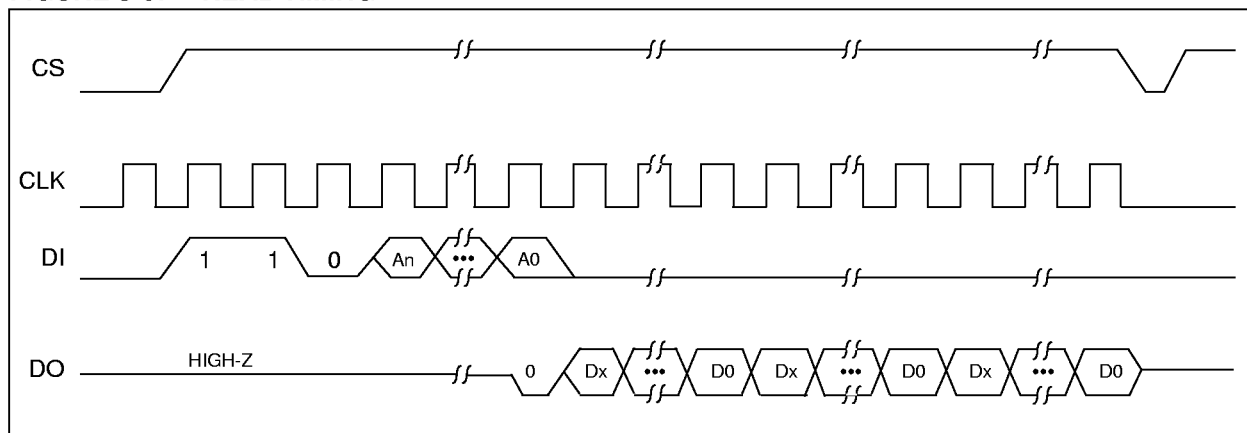 CS
CLK
DI 1 1 0 An ••• A0
DO HIGH-Z 0 Dx ••• D0 Dx ••• D0 Dx ••• D0